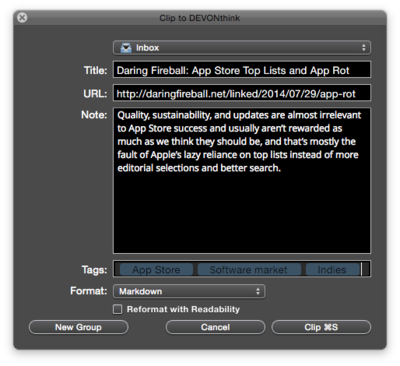 Clip to DEVONthink
Inbox
Title: Daring Fireball: App Store Top Lists and App Rot
URL: http://daringfireball.net/linked/2014/07/29/app-rot
Note: Quality, sustainability, and updates are almost irrelevant
to App Store success and usually aren't rewarded as
much as we think they should be, and that's mostly the
fault of Apple's lazy reliance on top lists instead of more
editorial selections and better search.
Tags: App Store Software market Indies
Format: Markdown
Reformat with Readability
New Group Cancel Clip ⌘S